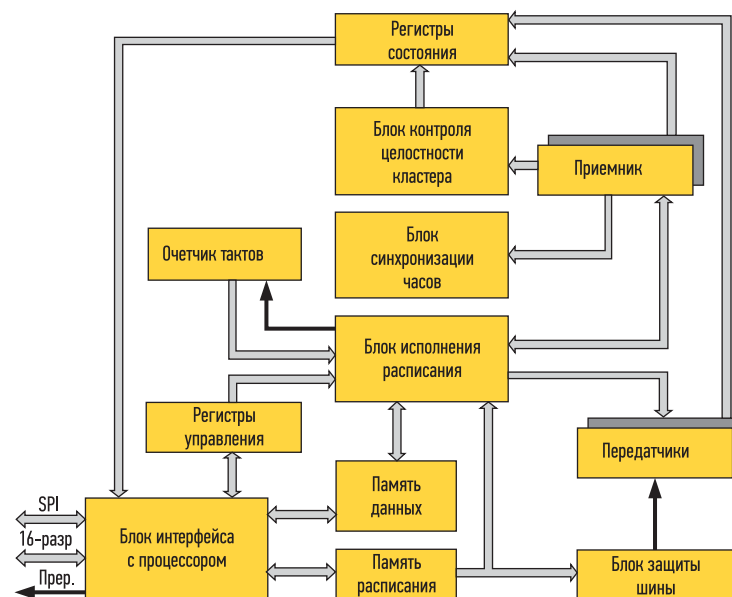 Регистры
состояния
Блок контроля
целостности
кластера
Приемник
Очетчик тактов
Блок
синхронизации
часов
Блок исполнения
расписания
Регистры
управления
Передатчики
SPI
16-разр
Прер.
Блок интерфейса
с процессором
Память
данных
Память
расписания
Блок защиты
шины